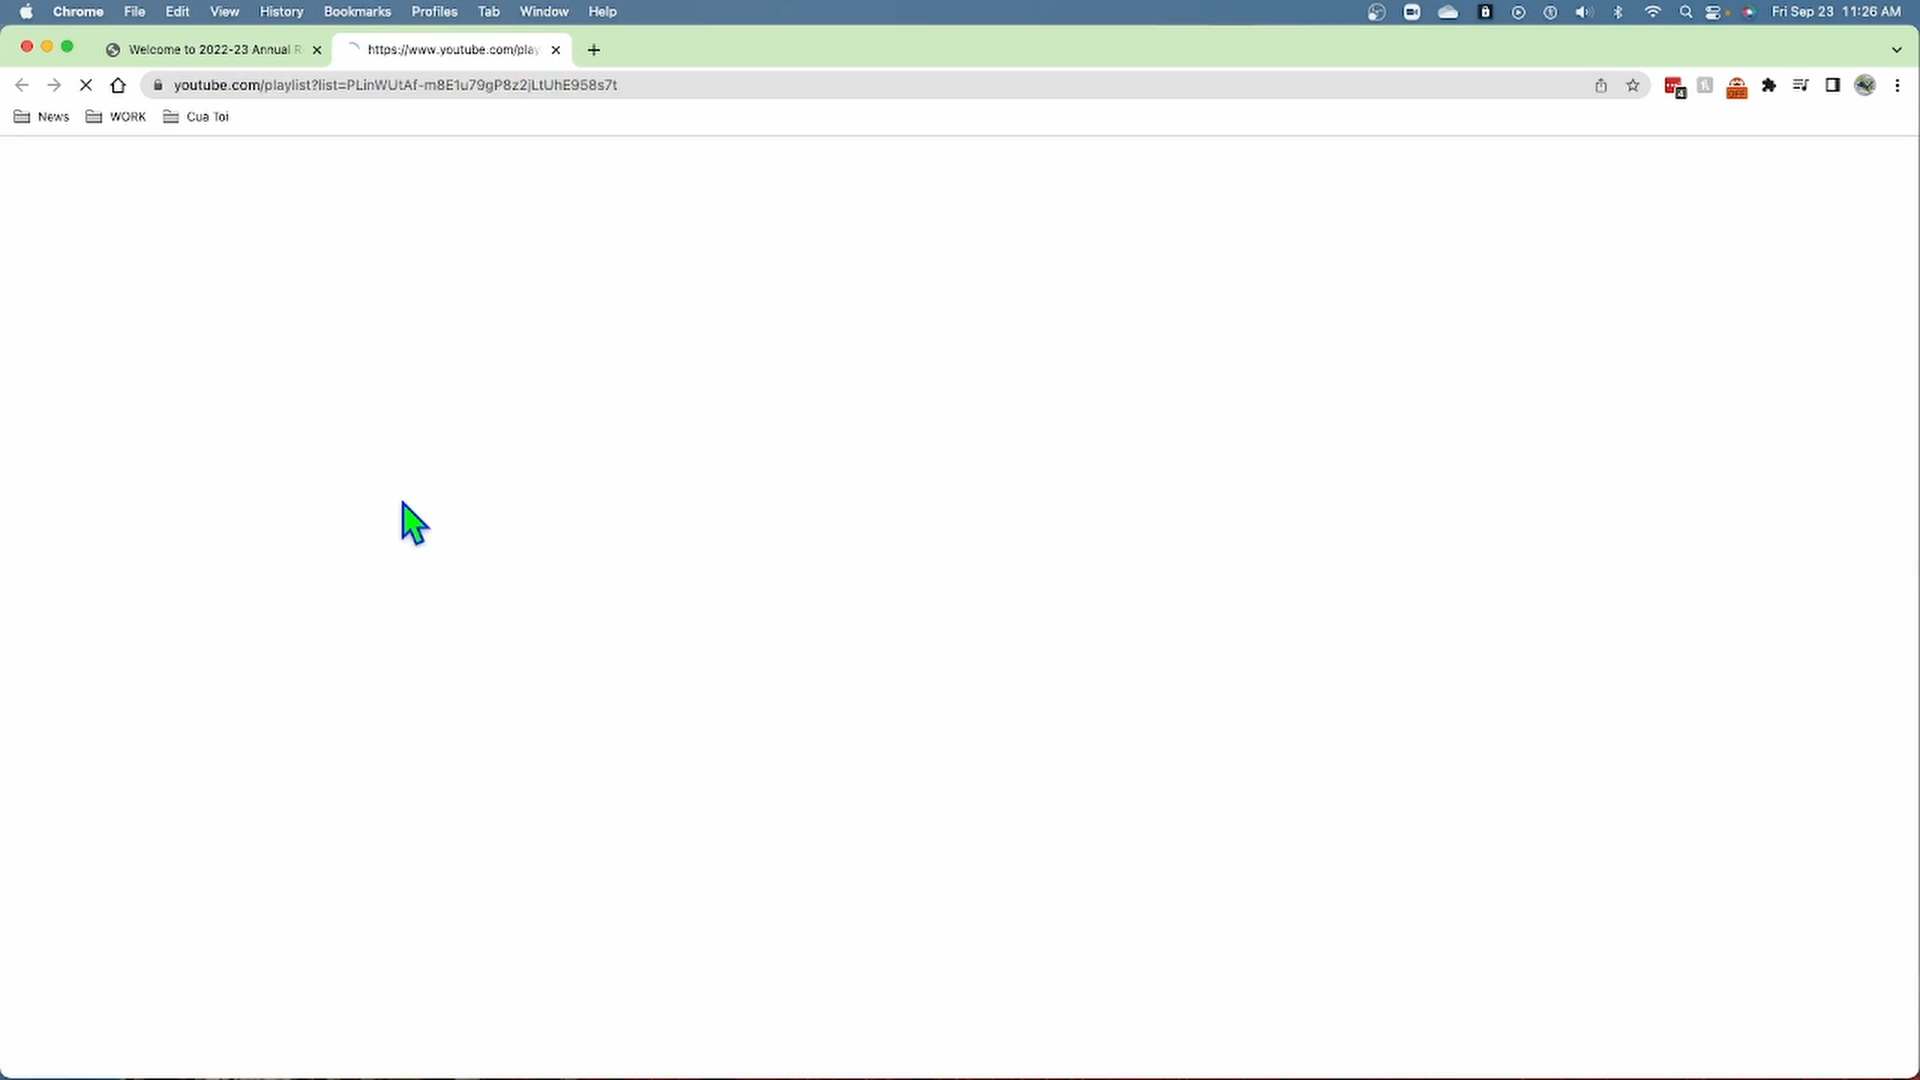 Chrome File Edit View History Bookmarks Profiles Tab Window Help Fri Sep 23 11:26 AM
Welcome to 2022-23 Annual R https://www.youtube.com/play
youtube.com/playlist?list=PLinWUtAf-m8E1u79gP8z2jLtUhE958s7t
News WORK Cua Toi
OFF